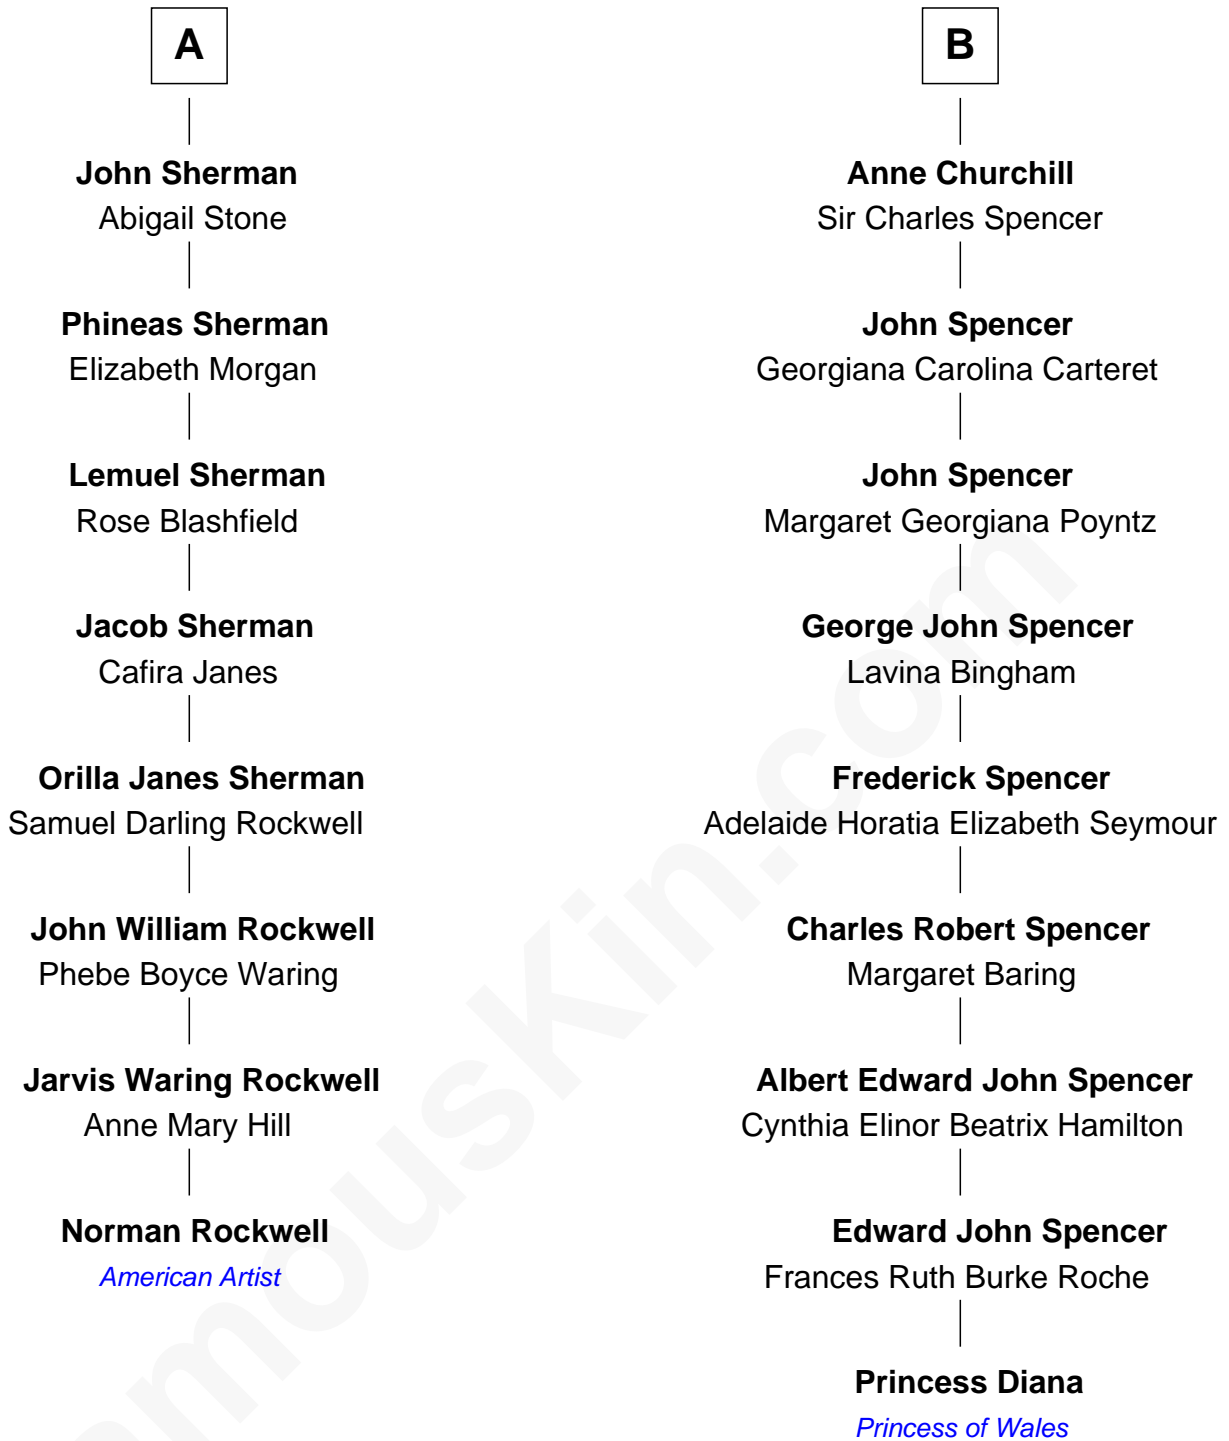 A
John Sherman
Abigail Stone
Phineas Sherman
Elizabeth Morgan
Lemuel Sherman
Rose Blashfield
Jacob Sherman
Cafira Janes
Orilla Janes Sherman
Samuel Darling Rockwell
John William Rockwell
Phebe Boyce Waring
Jarvis Waring Rockwell
Anne Mary Hill
Norman Rockwell
American Artist
B
Anne Churchill
Sir Charles Spencer
John Spencer
Georgiana Carolina Carteret
John Spencer
Margaret Georgiana Poyntz
George John Spencer
Lavina Bingham
Frederick Spencer
Adelaide Horatia Elizabeth Seymour
Charles Robert Spencer
Margaret Baring
Albert Edward John Spencer
Cynthia Elinor Beatrix Hamilton
Edward John Spencer
Frances Ruth Burke Roche
Princess Diana
Princess of Wales
amousKin.com